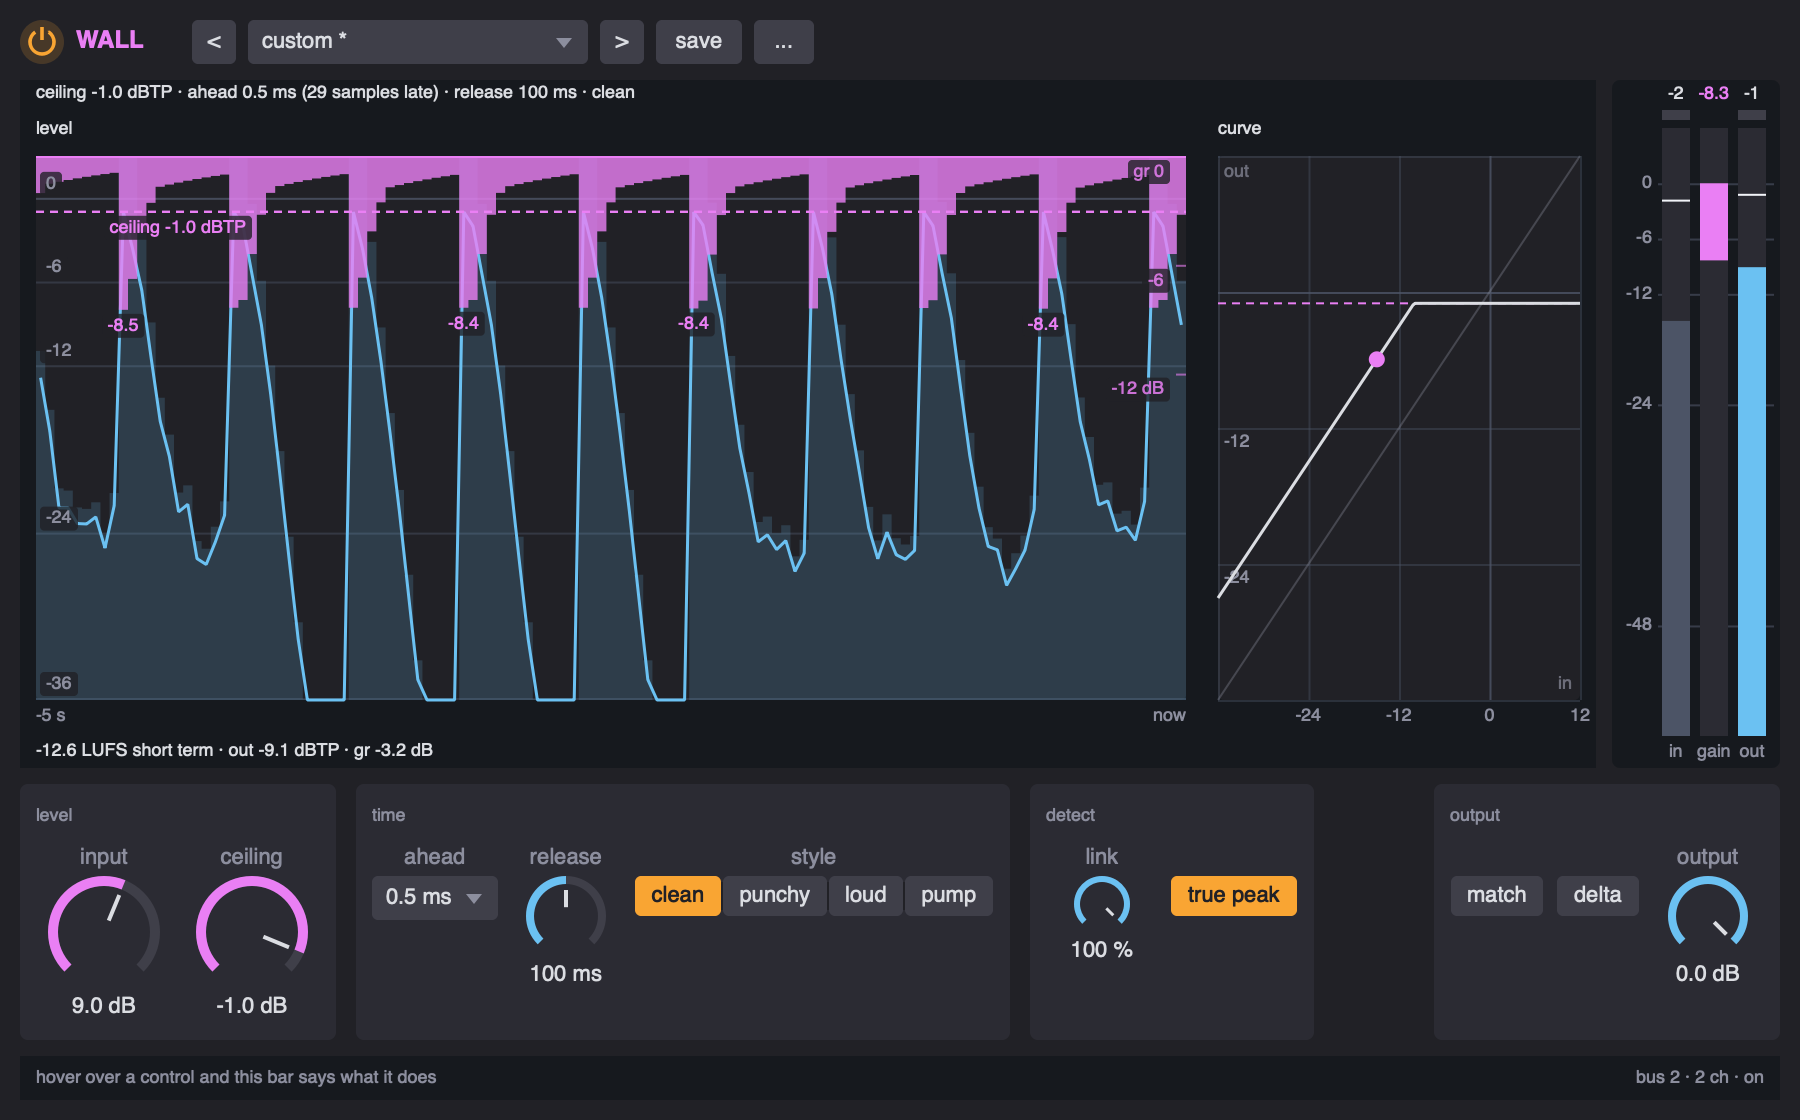 WALL
<
custom *
>
save
...
ceiling -1.0 dBTP · ahead 0.5 ms (29 samples late) · release 100 ms · clean
level
curve
-2
-8.3
-1
0
gr 0
ceiling -1.0 dBTP
-6
-6
-8.5
-8.4
-8.4
-8.4
-12
-12 dB
-24
-36
-5 s
now
out
-12
-24
in
-24
-12
0
12
0
-6
-12
-24
-48
in
gain
out
-12.6 LUFS short term · out -9.1 dBTP · gr -3.2 dB
level
input
ceiling
9.0 dB
-1.0 dB
time
ahead
release
style
0.5 ms
clean
punchy
loud
pump
100 ms
detect
link
true peak
100 %
output
output
match
delta
0.0 dB
hover over a control and this bar says what it does
bus 2 · 2 ch · on